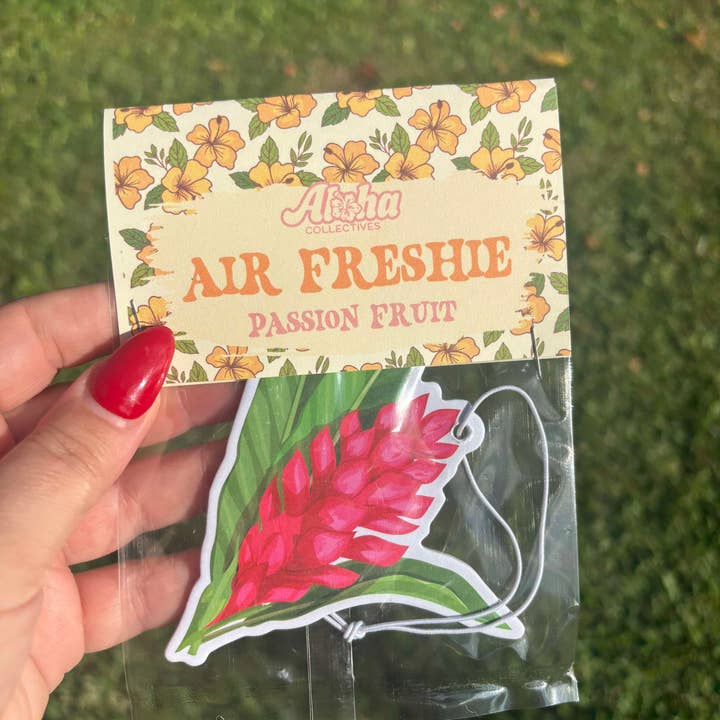 Aloha
COLLECTIVES
AIR FRESHIE
PASSION FRUIT